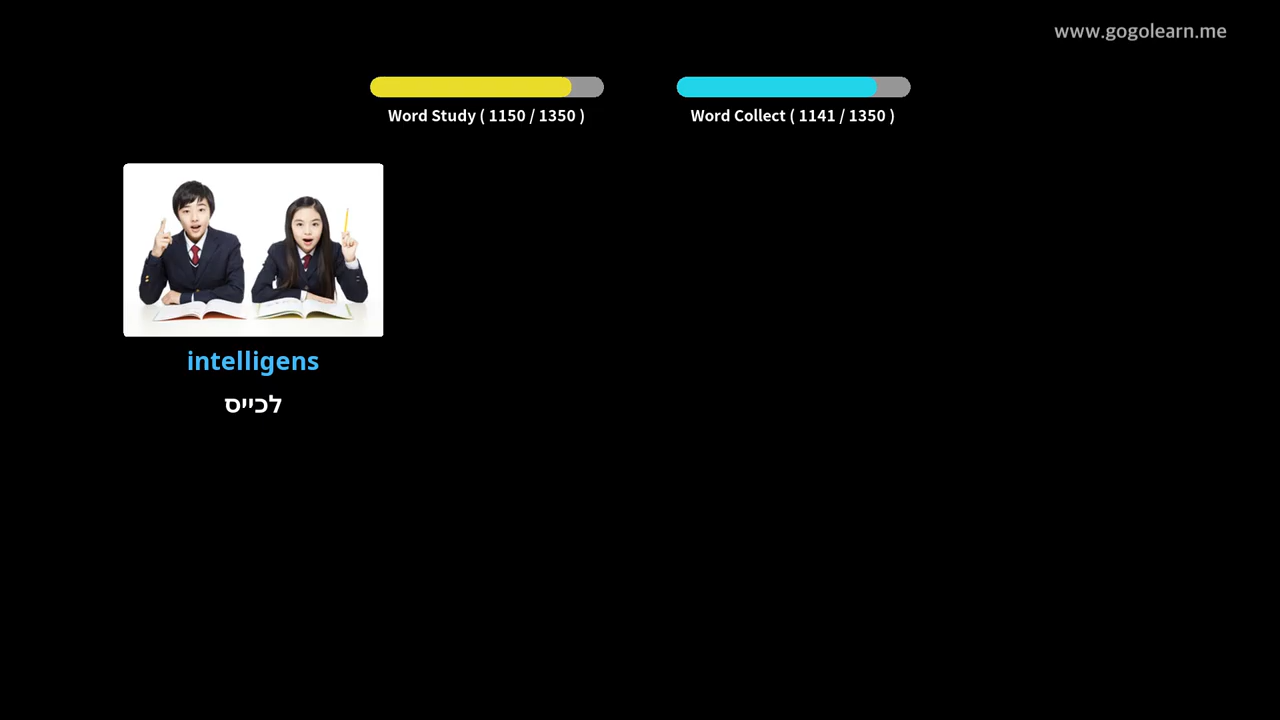 www.gogolearn.me
Word Study ( 1150 / 1350 )
Word Collect ( 1141 / 1350 )
intelligens
לכייס